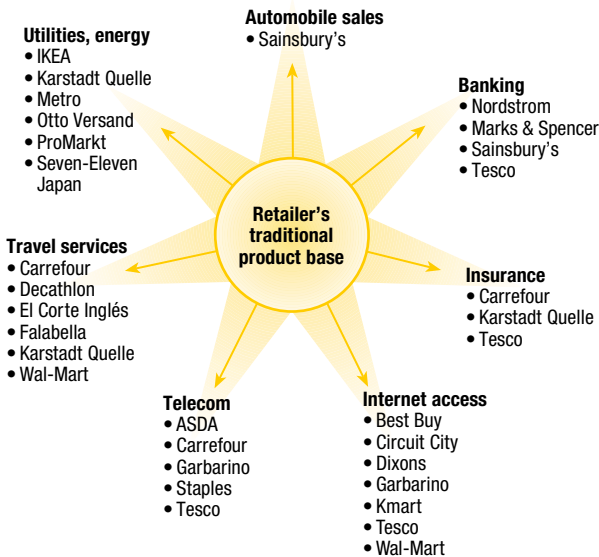 Automobile sales
• Sainsbury's
Utilities, energy
• IKEA
• Karstadt Quelle
• Metro
• Otto Versand
• ProMarkt
• Seven-Eleven
Japan
Banking
• Nordstrom
• Marks & Spencer
• Sainsbury's
• Tesco
Retailer's
traditional
product base
Travel services
• Carrefour
• Decathlon
• El Corte Inglés
• Falabella
• Karstadt Quelle
• Wal-Mart
Insurance
• Carrefour
• Karstadt Quelle
• Tesco
Telecom
• ASDA
• Carrefour
• Garbarino
• Staples
• Tesco
Internet access
• Best Buy
• Circuit City
• Dixons
• Garbarino
• Kmart
• Tesco
• Wal-Mart